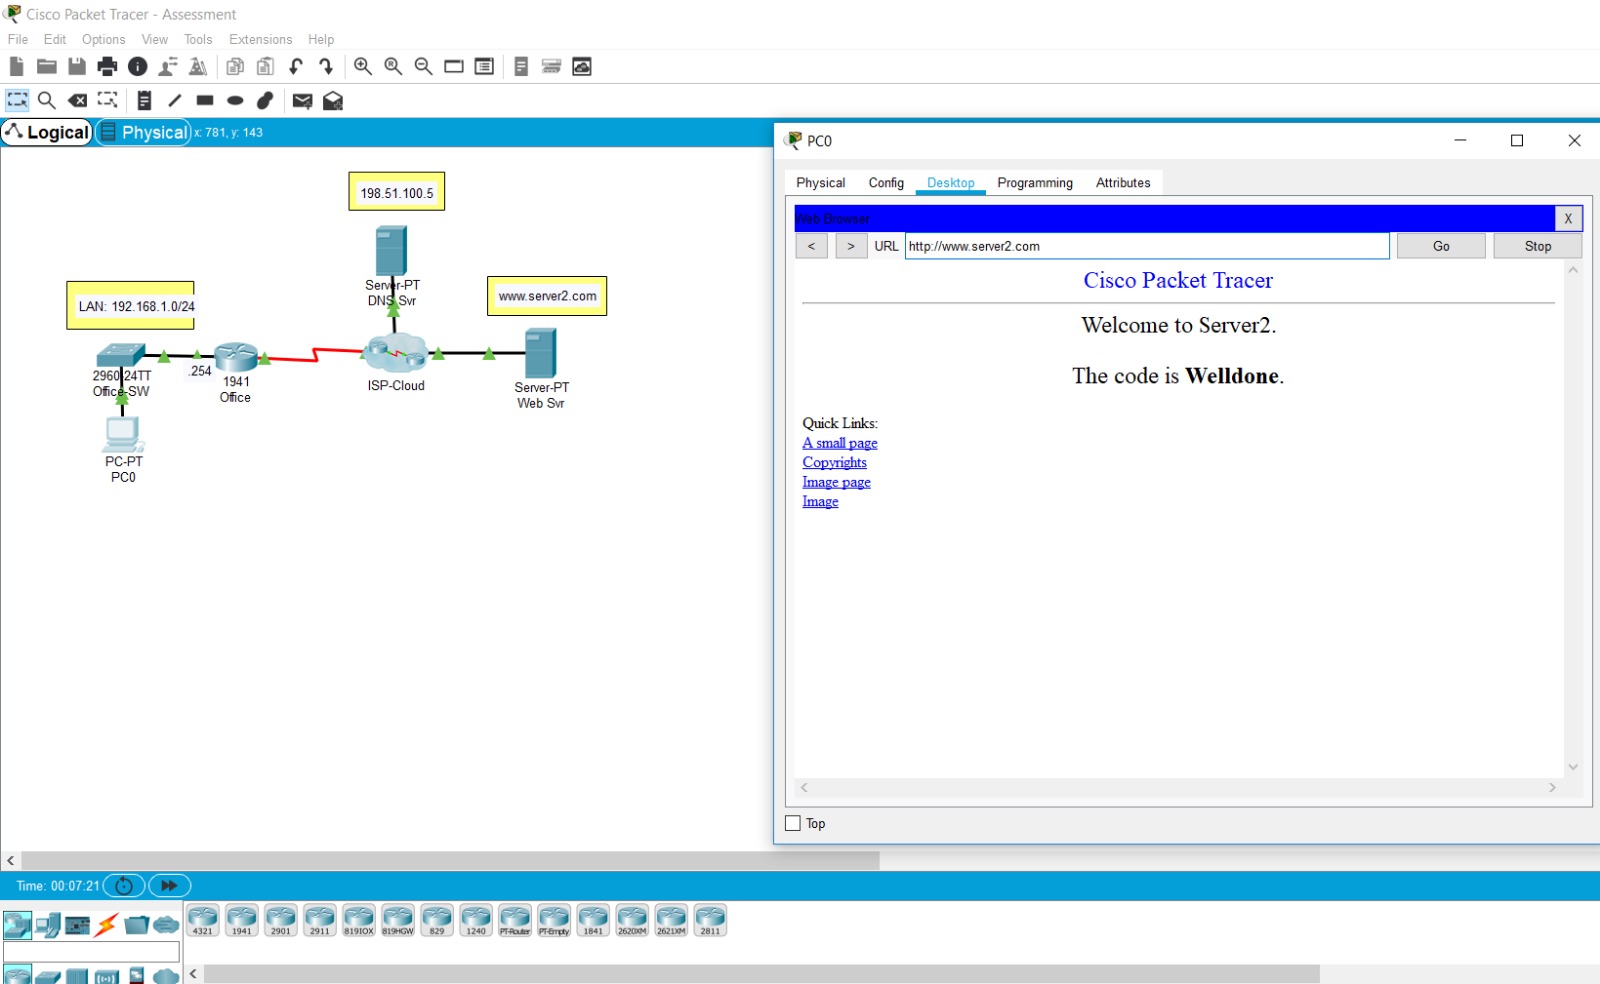 Cisco Packet Tracer - Assessment
File Edit Options View Tools Extensions Help
Logical Physical x: 781, y: 143
198.51.100.5
Server-PT
DNS Svr
www.server2.com
LAN: 192.168.1.0/24
2960-24TT
Office-SW
.254
1941
Office
ISP-Cloud
Server-PT
Web Svr
PC-PT
PC0
PC0
Physical Config Desktop Programming Attributes
Web Browser X
< > URL http://www.server2.com Go Stop
Cisco Packet Tracer
Welcome to Server2.
The code is Welldone.
Quick Links:
A small page
Copyrights
Image page
Image
Top
Time: 00:07:21
4321 1941 2901 2911 819IOX 819HGW 829 1240 PT-Router PT-Empty 1841 2620XM 2621XM 2811